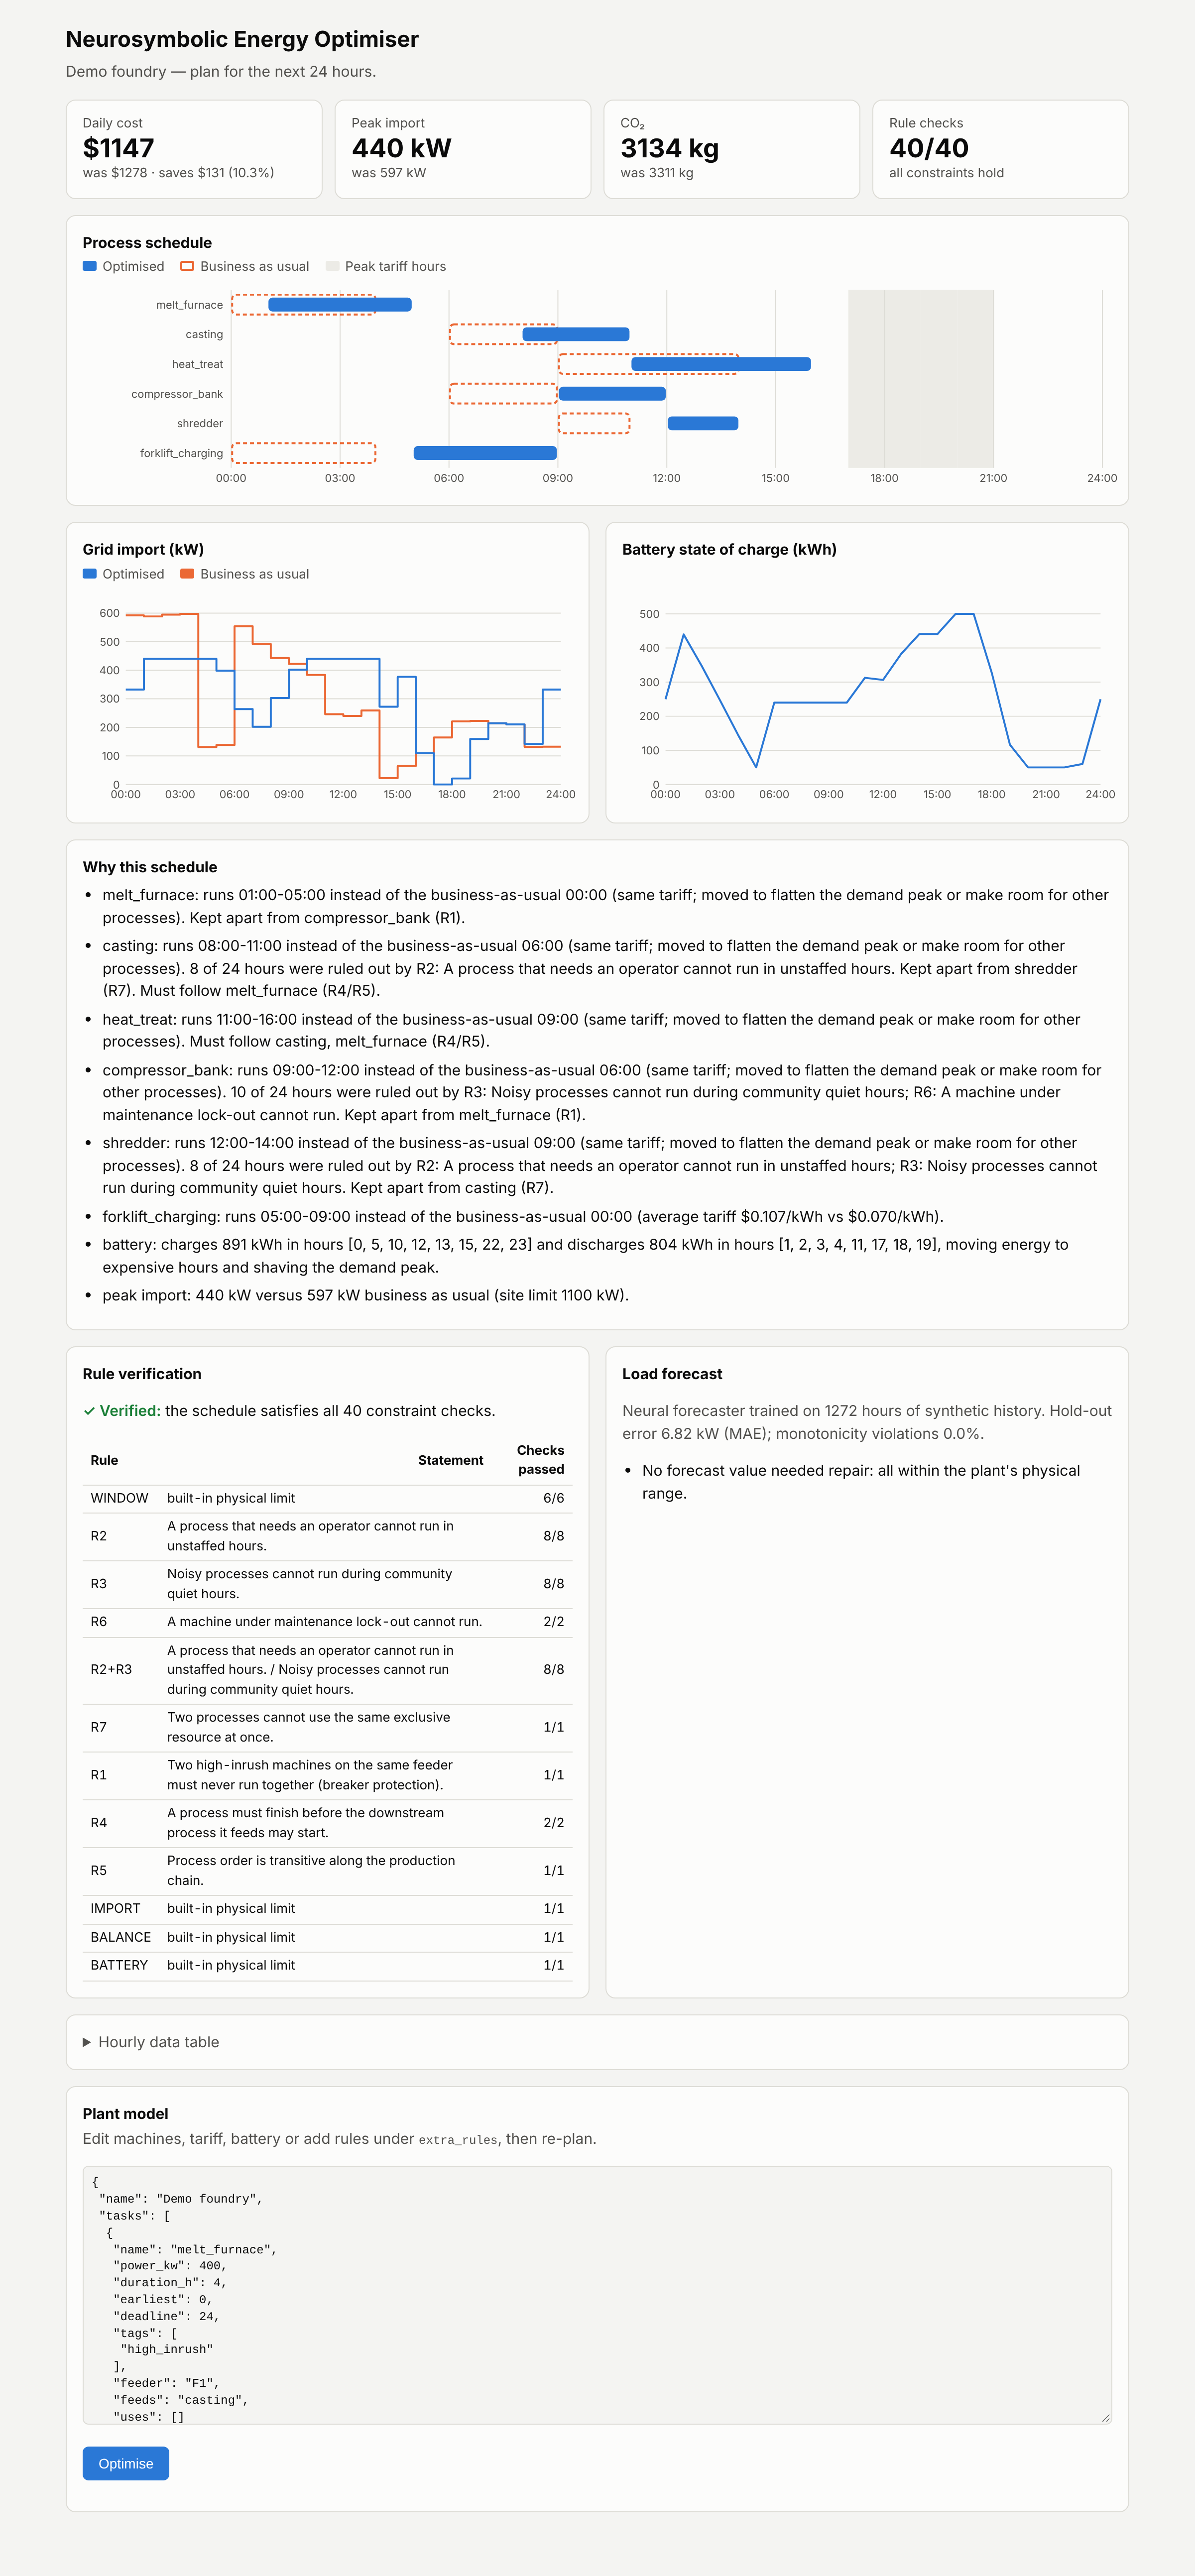 Neurosymbolic Energy Optimiser
Demo foundry — plan for the next 24 hours.
Daily cost
$1147
was $1278 · saves $131 (10.3%)
Peak import
440 kW
was 597 kW
CO₂
3134 kg
was 3311 kg
Rule checks
40/40
all constraints hold
Process schedule
Optimised Business as usual Peak tariff hours
melt_furnace
casting
heat_treat
compressor_bank
shredder
forklift_charging
00:00 03:00 06:00 09:00 12:00 15:00 18:00 21:00 24:00
Grid import (kW)
Optimised Business as usual
600
500
400
300
200
100
0
00:00 03:00 06:00 09:00 12:00 15:00 18:00 21:00 24:00
Battery state of charge (kWh)
500
400
300
200
100
0
00:00 03:00 06:00 09:00 12:00 15:00 18:00 21:00 24:00
Why this schedule
• melt_furnace: runs 01:00-05:00 instead of the business-as-usual 00:00 (same tariff; moved to flatten the demand peak or make room for other
processes). Kept apart from compressor_bank (R1).
• casting: runs 08:00-11:00 instead of the business-as-usual 06:00 (same tariff; moved to flatten the demand peak or make room for other
processes). 8 of 24 hours were ruled out by R2: A process that needs an operator cannot run in unstaffed hours. Kept apart from shredder
(R7). Must follow melt_furnace (R4/R5).
• heat_treat: runs 11:00-16:00 instead of the business-as-usual 09:00 (same tariff; moved to flatten the demand peak or make room for other
processes). Must follow casting, melt_furnace (R4/R5).
• compressor_bank: runs 09:00-12:00 instead of the business-as-usual 06:00 (same tariff; moved to flatten the demand peak or make room for
other processes). 10 of 24 hours were ruled out by R3: Noisy processes cannot run during community quiet hours; R6: A machine under
maintenance lock-out cannot run. Kept apart from melt_furnace (R1).
• shredder: runs 12:00-14:00 instead of the business-as-usual 09:00 (same tariff; moved to flatten the demand peak or make room for other
processes). 8 of 24 hours were ruled out by R2: A process that needs an operator cannot run in unstaffed hours; R3: Noisy processes cannot
run during community quiet hours. Kept apart from casting (R7).
• forklift_charging: runs 05:00-09:00 instead of the business-as-usual 00:00 (average tariff $0.107/kWh vs $0.070/kWh).
• battery: charges 891 kWh in hours [0, 5, 10, 12, 13, 15, 22, 23] and discharges 804 kWh in hours [1, 2, 3, 4, 11, 17, 18, 19], moving energy to
expensive hours and shaving the demand peak.
• peak import: 440 kW versus 597 kW business as usual (site limit 1100 kW).
Rule verification
✓ Verified: the schedule satisfies all 40 constraint checks.
Rule Statement Checks
passed
WINDOW built-in physical limit 6/6
R2 A process that needs an operator cannot run in
unstaffed hours. 8/8
R3 Noisy processes cannot run during community
quiet hours. 8/8
R6 A machine under maintenance lock-out cannot run. 2/2
R2+R3 A process that needs an operator cannot run in
unstaffed hours. / Noisy processes cannot run
during community quiet hours. 8/8
R7 Two processes cannot use the same exclusive
resource at once. 1/1
R1 Two high-inrush machines on the same feeder
must never run together (breaker protection). 1/1
R4 A process must finish before the downstream
process it feeds may start. 2/2
R5 Process order is transitive along the production
chain. 1/1
IMPORT built-in physical limit 1/1
BALANCE built-in physical limit 1/1
BATTERY built-in physical limit 1/1
Load forecast
Neural forecaster trained on 1272 hours of synthetic history. Hold-out
error 6.82 kW (MAE); monotonicity violations 0.0%.
• No forecast value needed repair: all within the plant's physical
range.
▶ Hourly data table
Plant model
Edit machines, tariff, battery or add rules under extra_rules, then re-plan.
{
"name": "Demo foundry",
"tasks": [
{
"name": "melt_furnace",
"power_kw": 400,
"duration_h": 4,
"earliest": 0,
"deadline": 24,
"tags": [
"high_inrush"
],
"feeder": "F1",
"feeds": "casting",
"uses": []
Optimise